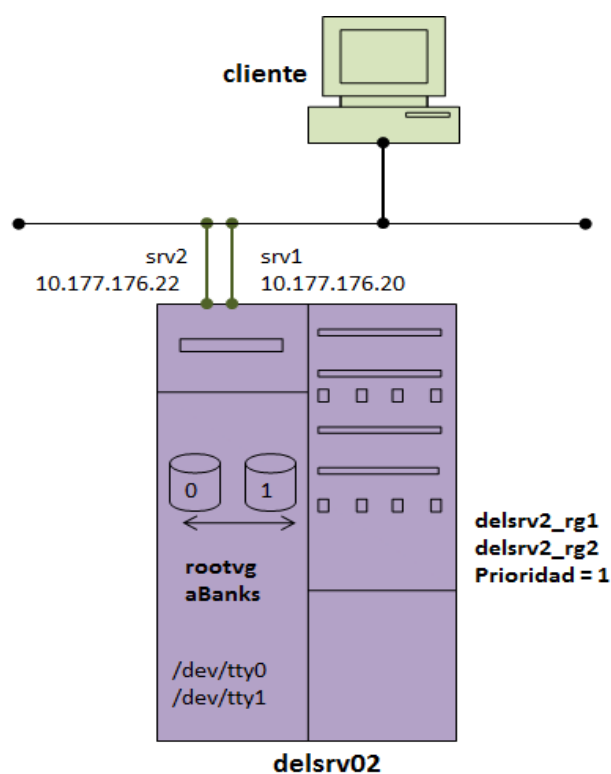 cliente
srv2
10.177.176.22
srv1
10.177.176.20
0
1
rootvg
aBanks
/dev/tty0
/dev/tty1
delsrv2_rg1
delsrv2_rg2
Prioridad = 1
delsrv02